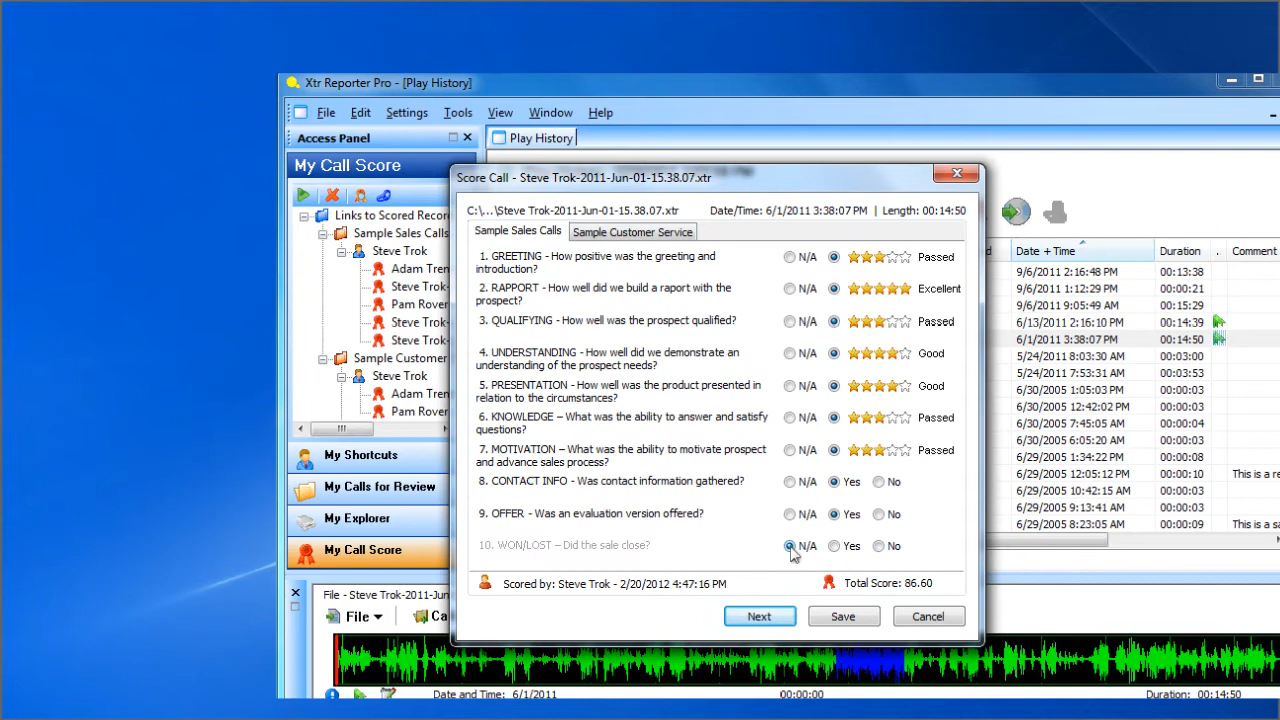 Xtr Reporter Pro - [Play History]
File Edit Settings Tools View Window Help
Access Panel
Play History
My Call Score
Links to Scored Recor
Sample Sales Calls
Steve Trok
Adam Tren
Steve Trok-
Pam Rover
Steve Trok-
Steve Trok-
Sample Customer
Steve Trok
Adam Tren
Pam Rove
My Shortcuts
My Calls for Review
My Explorer
My Call Score
Score Call - Steve Trok-2011-Jun-01-15.38.07.xtr
C:\...\Steve Trok-2011-Jun-01-15.38.07.xtr Date/Time: 6/1/2011 3:38:07 PM | Length: 00:14:50
Sample Sales Calls Sample Customer Service
1. GREETING - How positive was the greeting and
introduction?
N/A Passed
2. RAPPORT - How well did we build a raport with the
prospect?
N/A Excellent
3. QUALIFYING - How well was the prospect qualified?
N/A Passed
4. UNDERSTANDING - How well did we demonstrate an
understanding of the prospect needs?
N/A Good
5. PRESENTATION - How well was the product presented in
relation to the circumstances?
N/A Good
6. KNOWLEDGE – What was the ability to answer and satisfy
questions?
N/A Passed
7. MOTIVATION – What was the ability to motivate prospect
and advance sales process?
N/A Passed
8. CONTACT INFO - Was contact information gathered?
N/A Yes No
9. OFFER - Was an evaluation version offered?
N/A Yes No
10. WON/LOST – Did the sale close?
N/A Yes No
Scored by: Steve Trok - 2/20/2012 4:47:16 PM Total Score: 86.60
Next Save Cancel
Date + Time Duration . Comment
9/6/2011 2:16:48 PM 00:13:38
9/6/2011 1:12:29 PM 00:00:21
9/6/2011 9:05:49 AM 00:15:29
6/13/2011 2:16:10 PM 00:14:39
6/1/2011 3:38:07 PM 00:14:50
5/24/2011 8:03:30 AM 00:03:00
5/24/2011 7:53:31 AM 00:03:53
6/30/2005 1:05:03 PM 00:00:03
6/30/2005 12:42:02 PM 00:00:03
6/30/2005 7:45:05 AM 00:00:04
6/30/2005 6:05:05 AM 00:00:07
6/29/2005 1:34:22 PM 00:00:08
6/29/2005 12:05:12 PM 00:00:10 This is a r
6/29/2005 10:42:15 AM 00:00:03
6/29/2005 9:13:41 AM 00:00:03
6/29/2005 8:23:05 AM 00:00:09 This is a sa
File - Steve Trok-2011-Jun
File Ca
Date and Time: 6/1/2011 00:00:00 Duration: 00:14:50